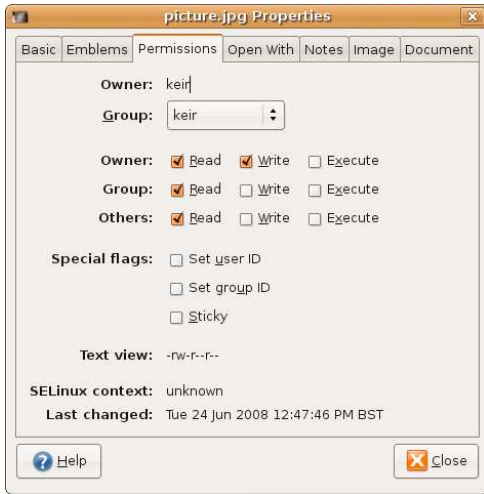 picture.jpg Properties
Basic Emblems Permissions Open With Notes Image Document
Owner: keir
Group: keir
Owner: Read Write Execute
Group: Read Write Execute
Others: Read Write Execute
Special flags: Set user ID
Set group ID
Sticky
Text view: -rw-r--r--
SELinux context: unknown
Last changed: Tue 24 Jun 2008 12:47:46 PM BST
Help Close